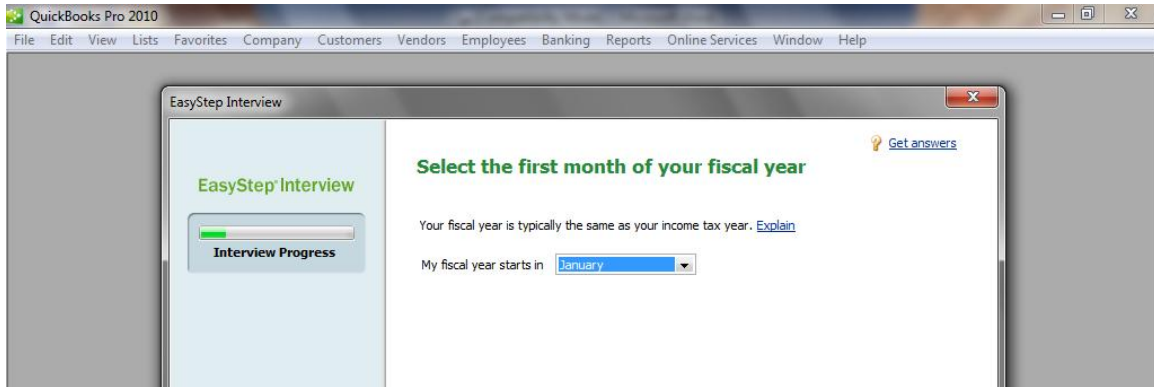 QuickBooks Pro 2010
File Edit View Lists Favorites Company Customers Vendors Employees Banking Reports Online Services Window Help
EasyStep Interview
Get answers
Select the first month of your fiscal year
EasyStep Interview
Your fiscal year is typically the same as your income tax year. Explain
Interview Progress
My fiscal year starts in January